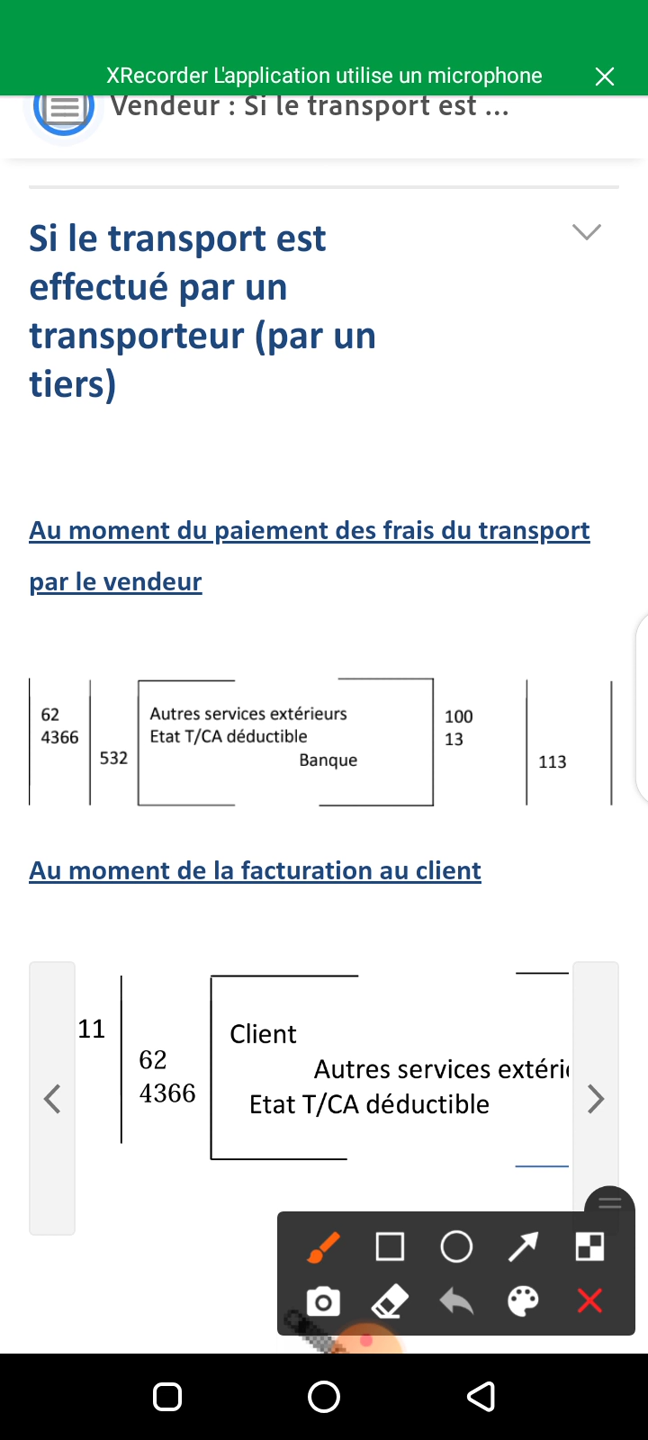 XRecorder L'application utilise un microphone
Vendeur : Si le transport est ...
Si le transport est
effectué par un
transporteur (par un
tiers)
Au moment du paiement des frais du transport
par le vendeur
62 Autres services extérieurs 100
4366 Etat T/CA déductible 13
532 Banque 113
Au moment de la facturation au client
11 Client
62 Autres services extéri
4366 Etat T/CA déductible